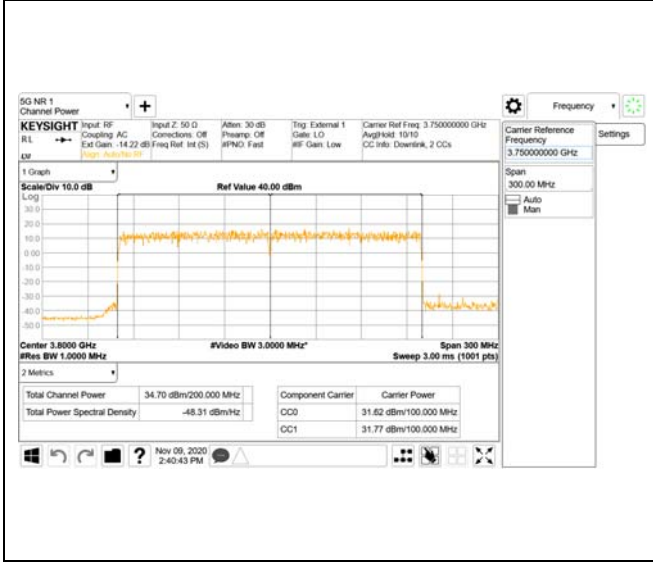 5G NR 1
Channel Power
Frequency
KEYSIGHT
RL
Input: RF
Coupling: AC
Ext Gain: -14.22 dB
Align: Auto/No RF
Input Z: 50 Ω
Corrections: Off
Freq Ref: Int (S)
Atten: 30 dB
Preamp: Off
#PNO: Fast
Trig: External 1
Gate: LO
#IF Gain: Low
Carrier Ref Freq: 3.750000000 GHz
Avg|Hold: 10/10
CC Info: Downlink, 2 CCs
Carrier Reference
Frequency
3.750000000 GHz
Settings
Span
300.00 MHz
Auto
Man
1 Graph
Scale/Div 10.0 dB
Ref Value 40.00 dBm
Log
30.0
20.0
10.0
0.00
-10.0
-20.0
-30.0
-40.0
-50.0
Center 3.8000 GHz
#Video BW 3.0000 MHz*
Span 300 MHz
#Res BW 1.0000 MHz
Sweep 3.00 ms (1001 pts)
2 Metrics
Total Channel Power 34.70 dBm/200.000 MHz
Total Power Spectral Density -48.31 dBm/Hz
Component Carrier Carrier Power
CC0 31.62 dBm/100.000 MHz
CC1 31.77 dBm/100.000 MHz
Nov 09, 2020
2:40:43 PM